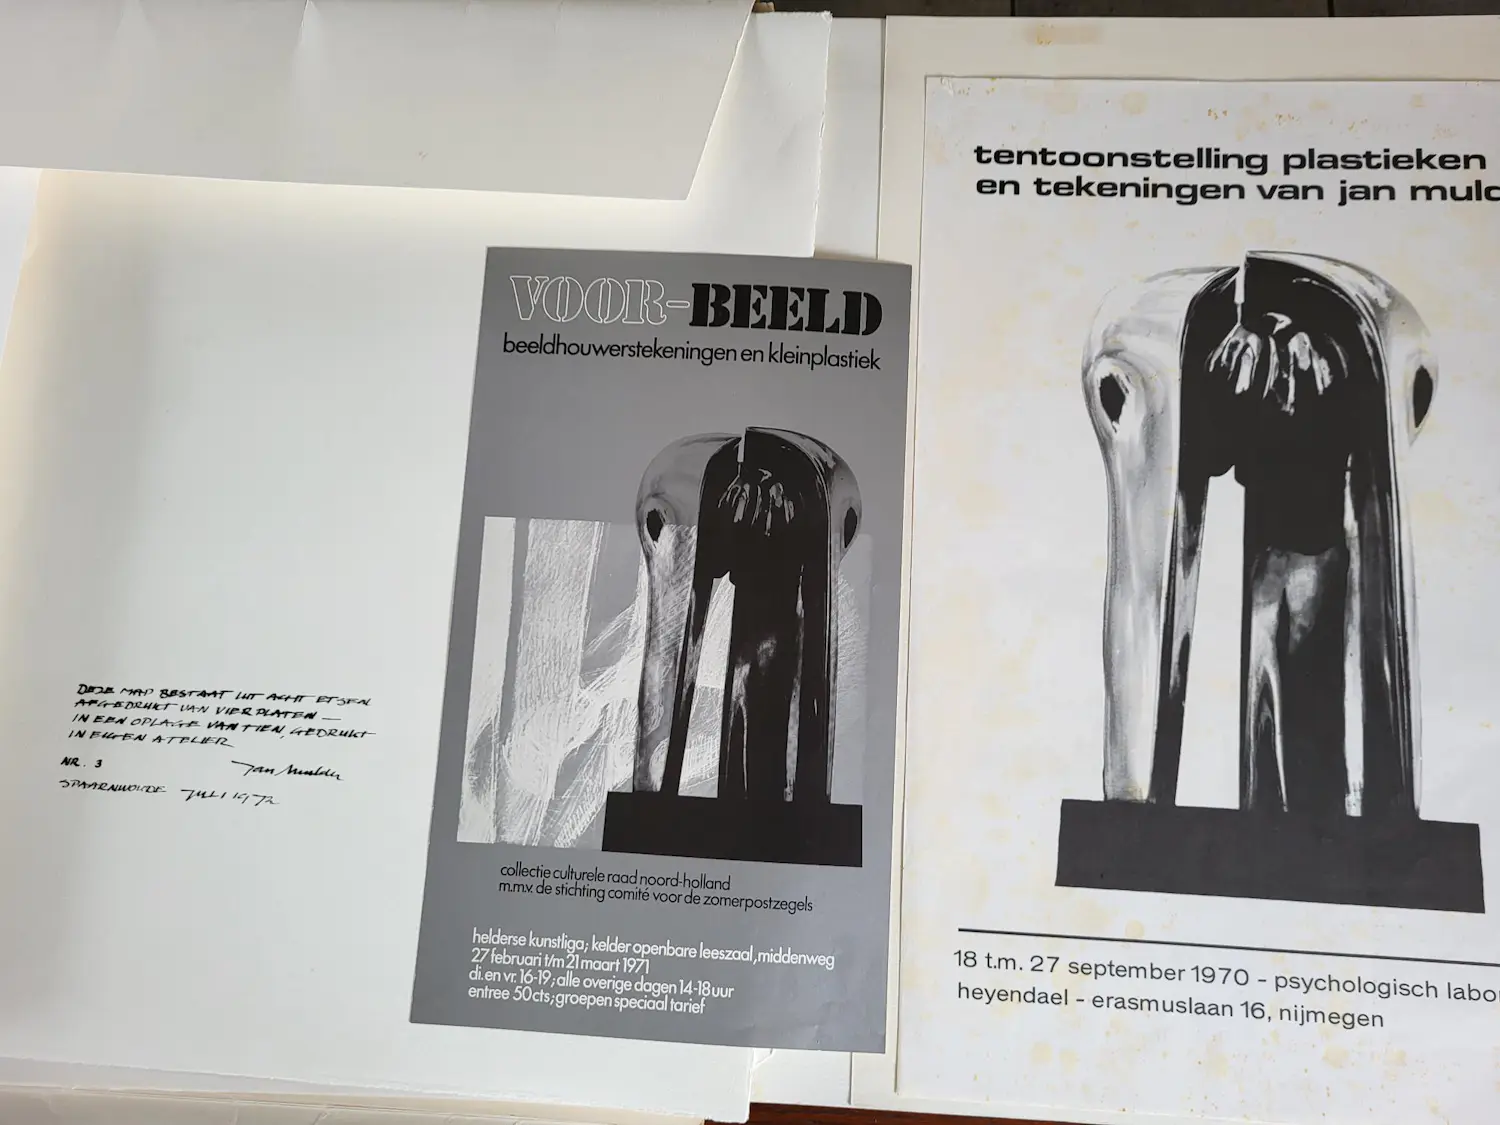 DEZE MAP BESTAAT UIT ACHT ETSEN
AFGEDRUKT VAN VIER PLATEN —
IN EEN OPLAGE VAN TIEN, GEDRUKT
IN EIGEN ATELIER
NR. 3 Jan Mulder
SPAARNWOUDE JULI 1972
VOOR-BEELD
beeldhouwerstekeningen en kleinplastiek
collectie culturele raad noord-holland
m.m.v. de stichting comité voor de zomerpostzegels
helderse kunstliga; kelder openbare leeszaal, middenweg
27 februari t/m 21 maart 1971
di. en vr. 16-19; alle overige dagen 14-18 uur
entree 50cts; groepen speciaal tarief
tentoonstelling plastieken
en tekeningen van jan muld
18 t.m. 27 september 1970 - psychologisch labo
heyendael - erasmuslaan 16, nijmegen